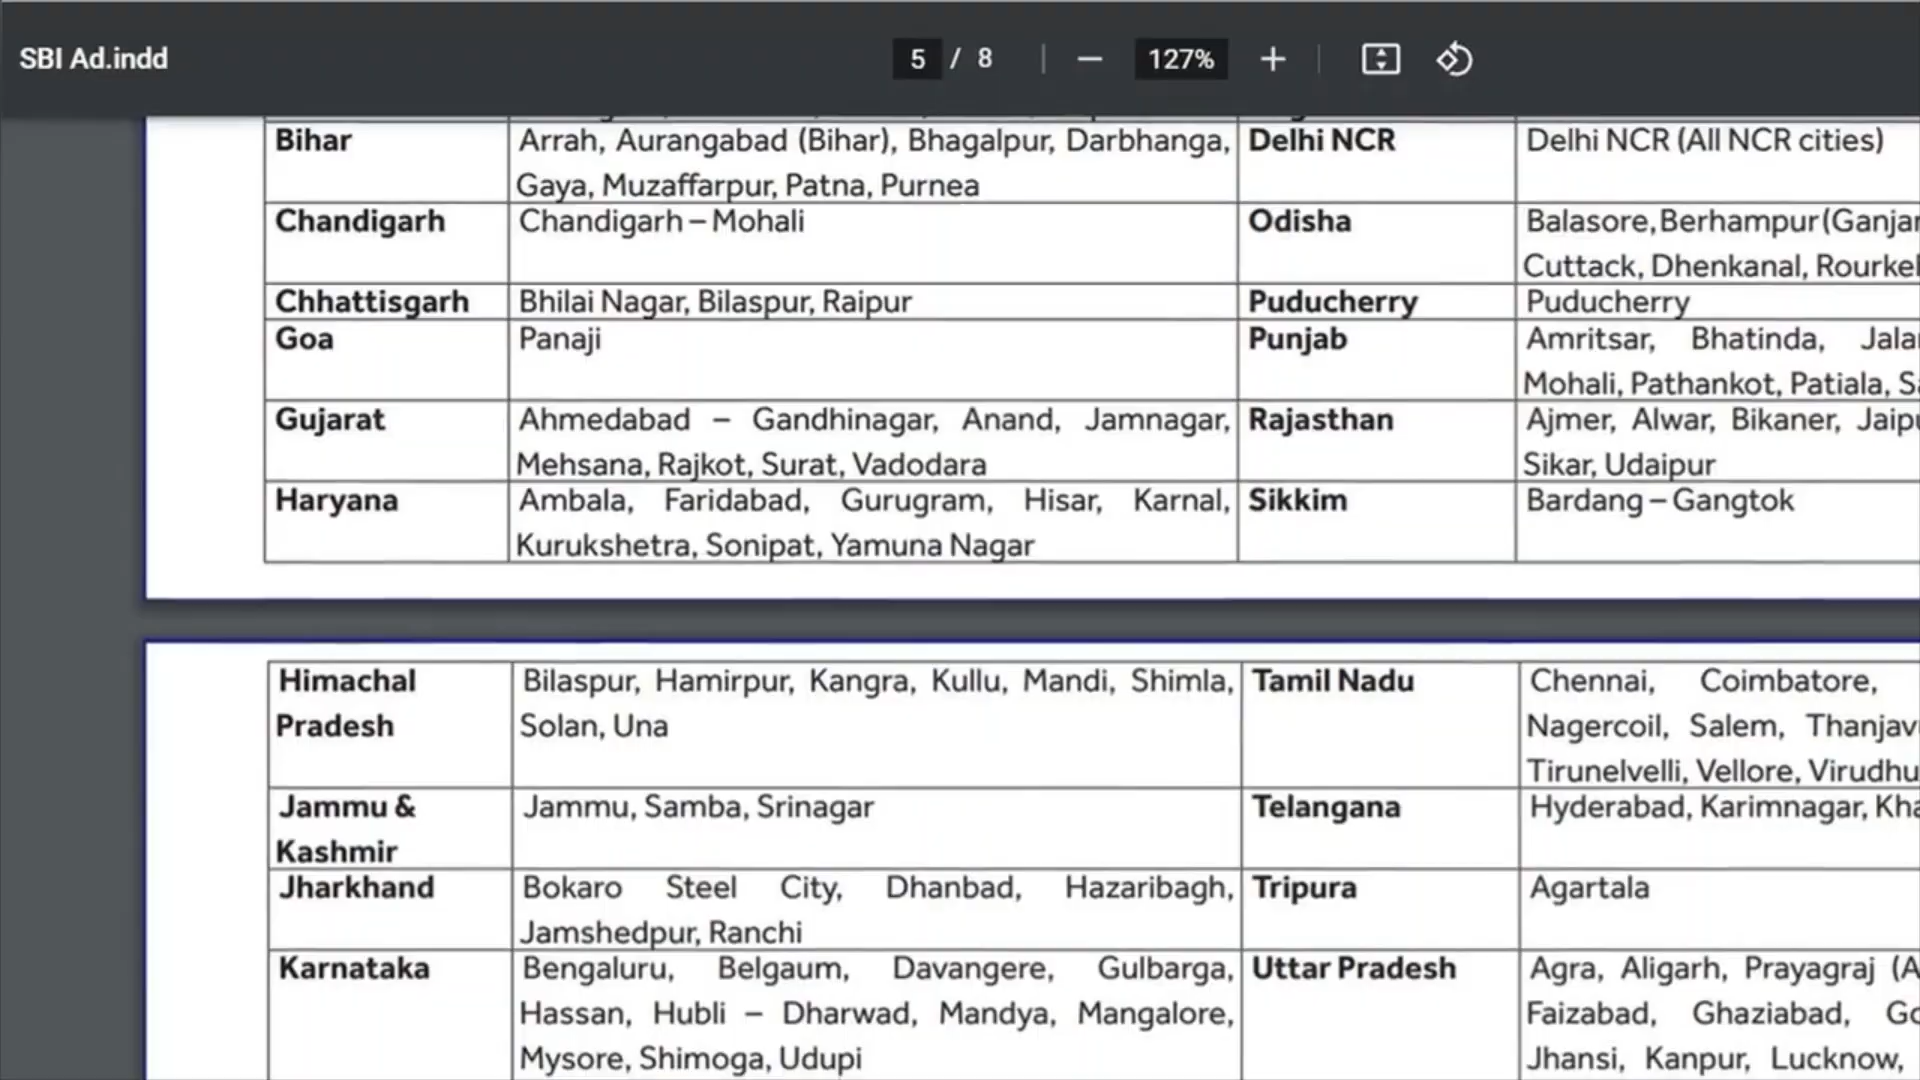 SBI Ad.indd
5 / 8
127%
Bihar Arrah, Aurangabad (Bihar), Bhagalpur, Darbhanga, Delhi NCR Delhi NCR (All NCR cities)
Gaya, Muzaffarpur, Patna, Purnea
Chandigarh Chandigarh – Mohali Odisha Balasore, Berhampur
Cuttack, Dhenkanal,
Chhattisgarh Bhilai Nagar, Bilaspur, Raipur Puducherry Puducherry
Goa Panaji Punjab Amritsar, Bhatinda,
Mohali, Pathankot, Patiala,
Gujarat Ahmedabad – Gandhinagar, Anand, Jamnagar, Rajasthan Ajmer, Alwar, Bikaner,
Mehsana, Rajkot, Surat, Vadodara Sikar, Udaipur
Haryana Ambala, Faridabad, Gurugram, Hisar, Karnal, Sikkim Bardang – Gangtok
Kurukshetra, Sonipat, Yamuna Nagar
Himachal Bilaspur, Hamirpur, Kangra, Kullu, Mandi, Shimla, Tamil Nadu Chennai, Coimbatore,
Pradesh Solan, Una Nagercoil, Salem,
Tirunelvelli, Vellore,
Jammu & Jammu, Samba, Srinagar Telangana Hyderabad, Karimnagar,
Kashmir
Jharkhand Bokaro Steel City, Dhanbad, Hazaribagh, Tripura Agartala
Jamshedpur, Ranchi
Karnataka Bengaluru, Belgaum, Davangere, Gulbarga, Uttar Pradesh Agra, Aligarh, Prayagraj
Hassan, Hubli – Dharwad, Mandya, Mangalore, Faizabad, Ghaziabad,
Mysore, Shimoga, Udupi Jhansi, Kanpur, Lucknow,